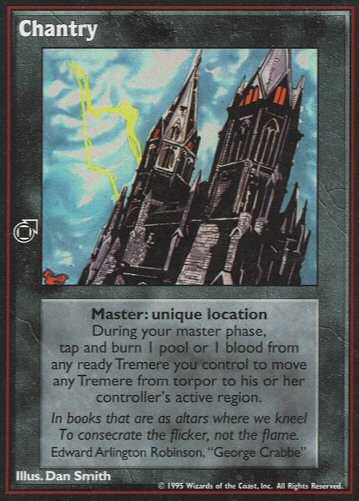 Chantry
Master: unique location
During your master phase,
tap and burn 1 pool or 1 blood from
any ready Tremere you control to move
any Tremere from torpor to his or her
controller's active region.
In books that are as altars where we kneel
To consecrate the flicker, not the flame.
Edward Arlington Robinson, "George Crabbe"
Illus. Dan Smith
© 1995 Wizards of the Coast, Inc. All Rights Reserved.